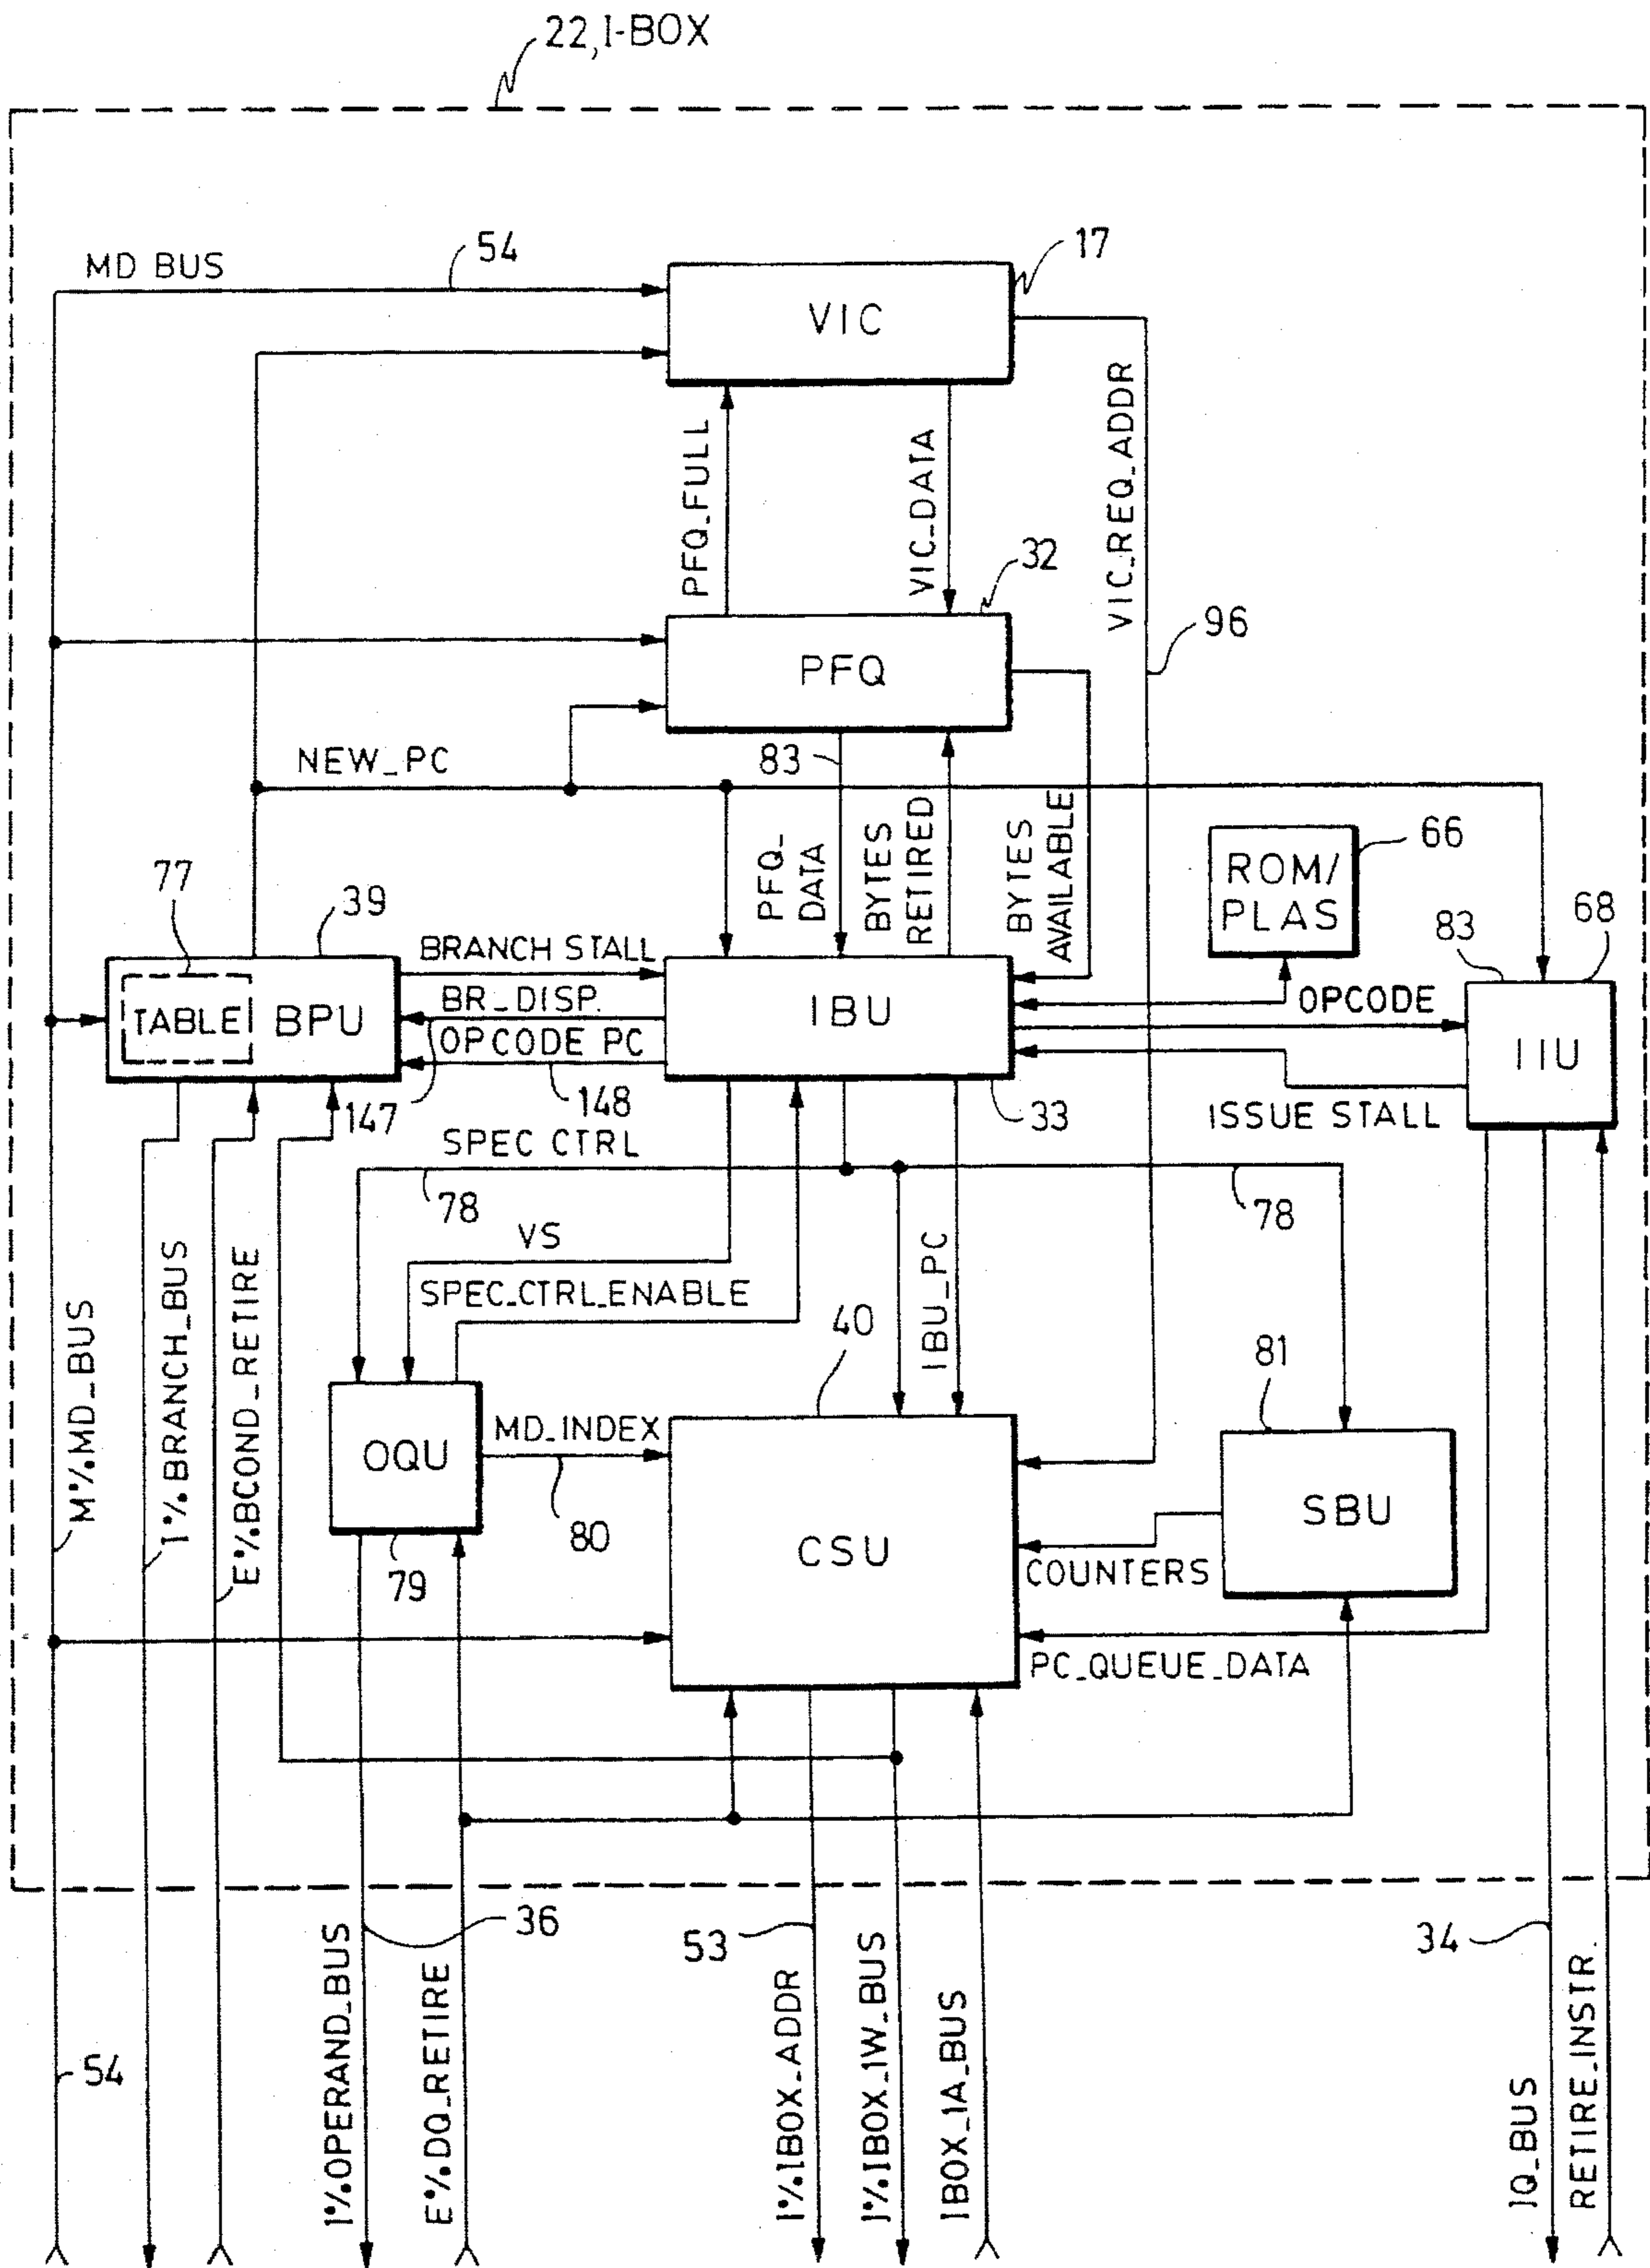 22,I-BOX
MD BUS
54
17
VIC
PFQ_FULL
VIC_DATA
VIC_REQ_ADDR
32
96
PFQ
NEW_PC
83
PFQ_
DATA
BYTES
RETIRED
BYTES
AVAILABLE
66
ROM/
PLAS
77
39
83
68
BRANCH STALL
TABLE
BPU
BR_DISP.
IBU
OPCODE
OPCODE PC
IIU
147
148
33
ISSUE STALL
SPEC CTRL
78
78
VS
SPEC_CTRL_ENABLE
IBU_PC
40
81
M%MD_BUS
I%BRANCH_BUS
E%BCOND_RETIRE
OQU
MD_INDEX
80
79
CSU
SBU
COUNTERS
PC_QUEUE_DATA
36
53
34
54
I%OPERAND_BUS
E%DQ_RETIRE
I%IBOX_ADDR
I%IBOX_1W_BUS
IBOX_1A_BUS
IQ_BUS
RETIRE_INSTR.